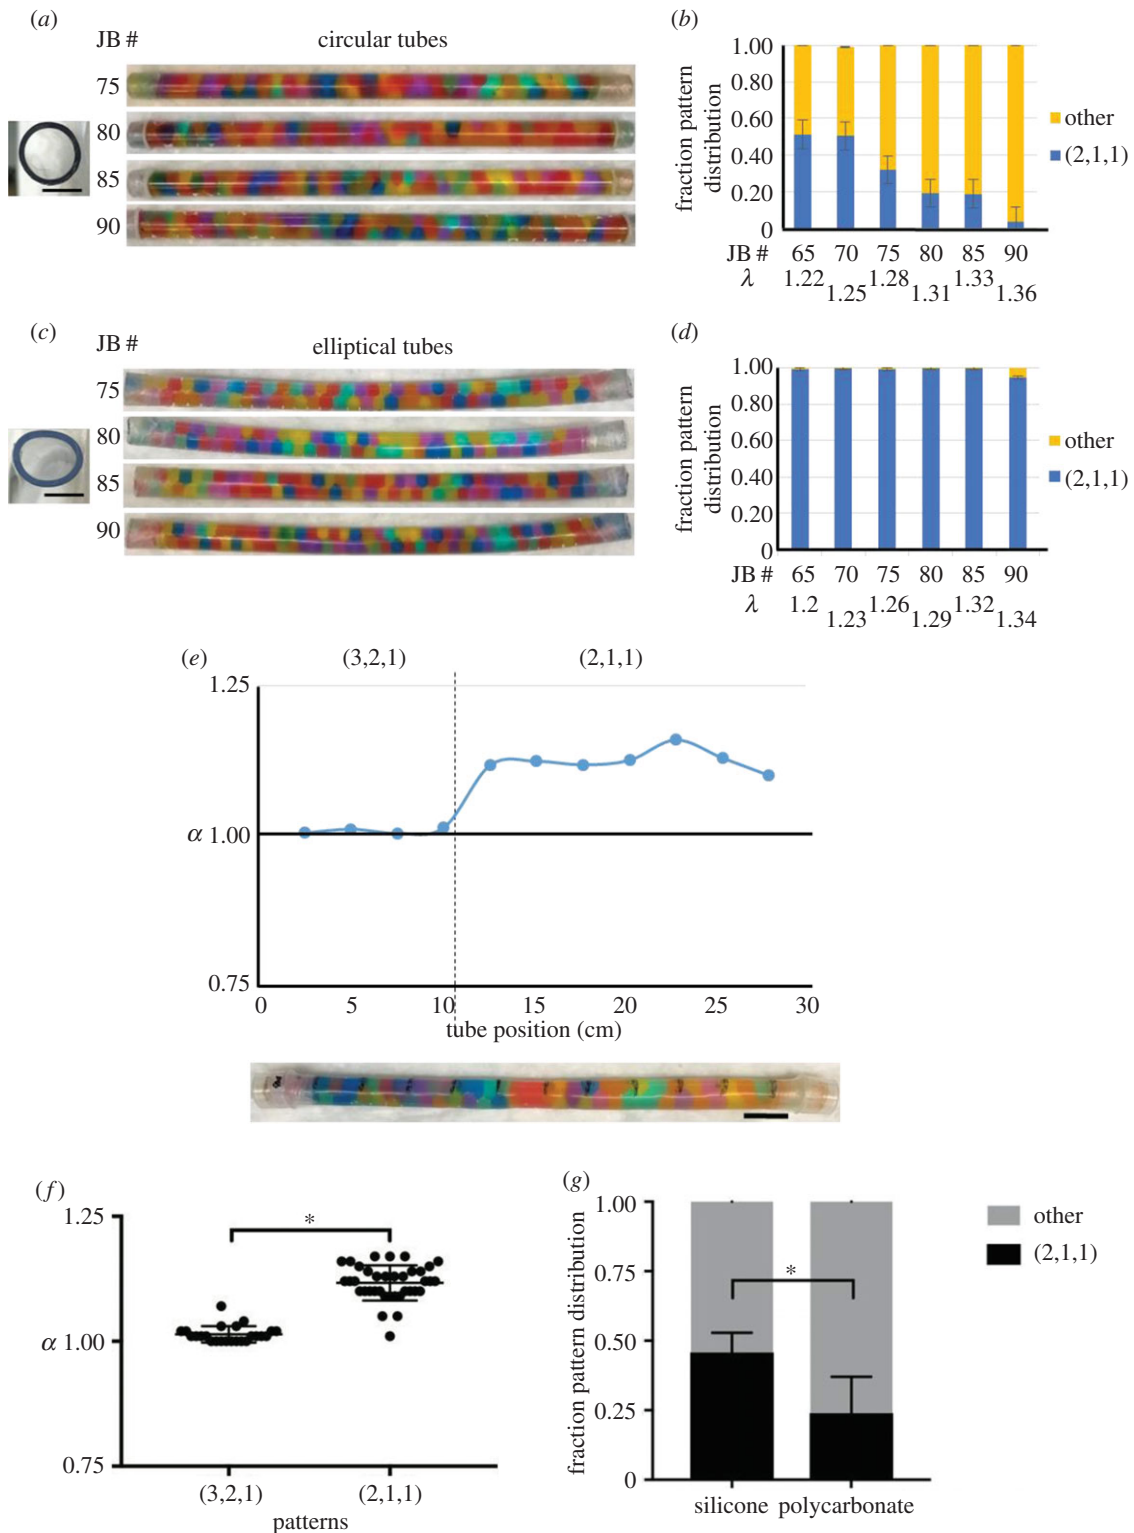 (a)
JB #
circular tubes
75
80
85
90
(b)
1.00
0.80
0.60
0.40
0.20
0
fraction pattern
distribution
other
(2,1,1)
JB # 65 70 75 80 85 90
λ 1.22 1.25 1.28 1.31 1.33 1.36
(c)
JB #
elliptical tubes
75
80
85
90
(d)
1.00
0.80
0.60
0.40
0.20
0
fraction pattern
distribution
other
(2,1,1)
JB # 65 70 75 80 85 90
λ 1.2 1.23 1.26 1.29 1.32 1.34
(e)
(3,2,1) (2,1,1)
1.25
α 1.00
0.75
0 5 10 15 20 25 30
tube position (cm)
(f)
1.25
*
α 1.00
0.75
(3,2,1) (2,1,1)
patterns
(g)
1.00
0.75
0.50
0.25
0
fraction pattern distribution
*
other
(2,1,1)
silicone polycarbonate